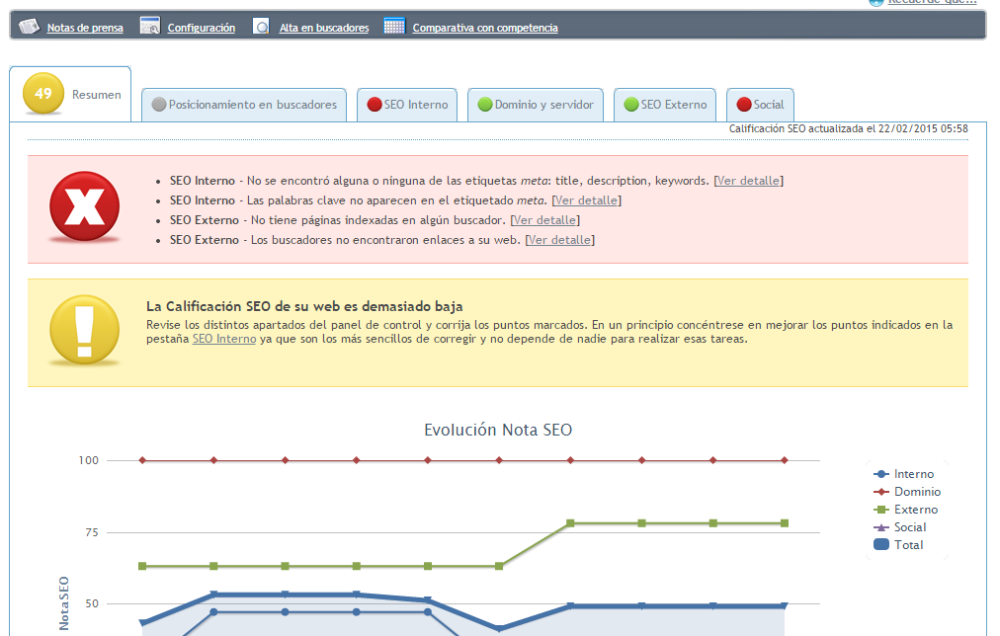 Recuerde que...
Notas de prensa Configuración Alta en buscadores Comparativa con competencia
49 Resumen Posicionamiento en buscadores SEO Interno Dominio y servidor SEO Externo Social
Calificación SEO actualizada el 22/02/2015 05:58
• SEO Interno - No se encontró alguna o ninguna de las etiquetas meta: title, description, keywords. [Ver detalle]
• SEO Interno - Las palabras clave no aparecen en el etiquetado meta. [Ver detalle]
• SEO Externo - No tiene páginas indexadas en algún buscador. [Ver detalle]
• SEO Externo - Los buscadores no encontraron enlaces a su web. [Ver detalle]
La Calificación SEO de su web es demasiado baja
Revise los distintos apartados del panel de control y corrija los puntos marcados. En un principio concéntrese en mejorar los puntos indicados en la
pestaña SEO Interno ya que son los más sencillos de corregir y no depende de nadie para realizar esas tareas.
Evolución Nota SEO
100
75
50
Nota SEO
Interno
Dominio
Externo
Social
Total